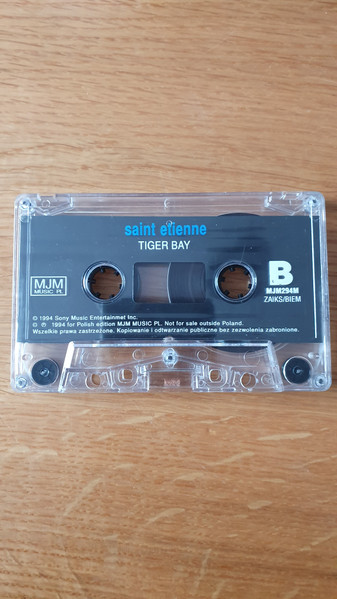 saint etienne
TIGER BAY
MJM
MUSIC PL
B
MJM294M
ZAIKS/BIEM
© 1994 Sony Music Entertainmet Inc.
© ℗ 1994 for Polish edition MJM MUSIC PL. Not for sale outside Poland.
Wszelkie prawa zastrzeżone. Kopiowanie i odtwarzanie publiczne bez zezwolenia zabronione.